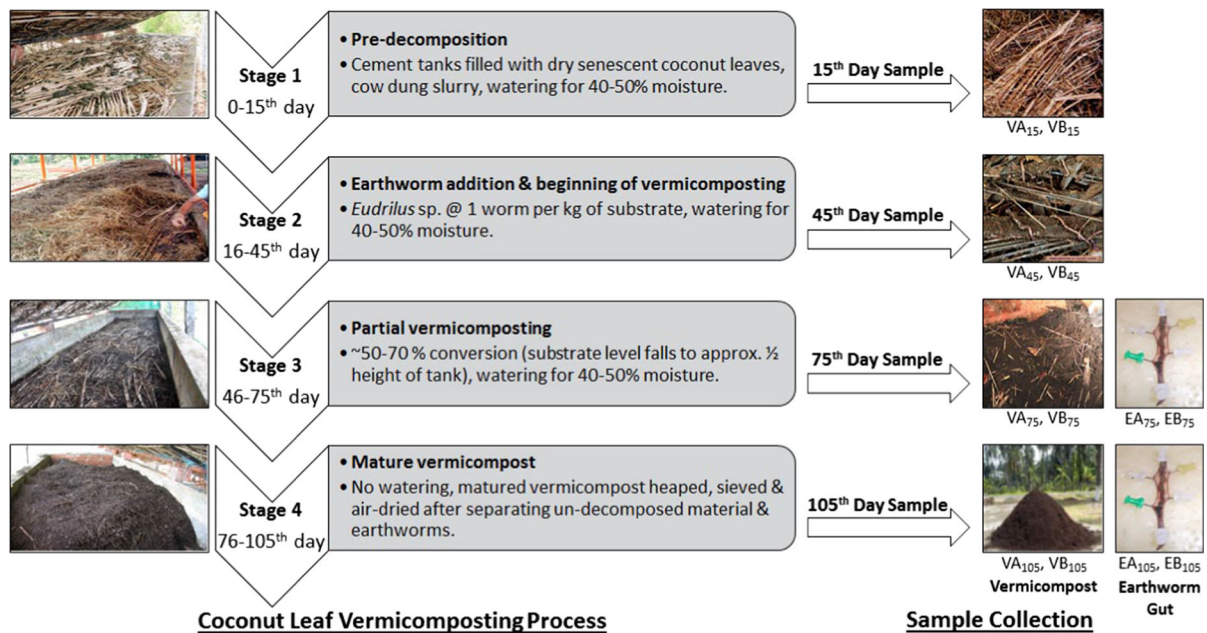 Stage 1
0-15th day
• Pre-decomposition
• Cement tanks filled with dry senescent coconut leaves,
cow dung slurry, watering for 40-50% moisture.
15th Day Sample
VA15, VB15
Stage 2
16-45th day
• Earthworm addition & beginning of vermicomposting
• Eudrilus sp. @ 1 worm per kg of substrate, watering for
40-50% moisture.
45th Day Sample
VA45, VB45
Stage 3
46-75th day
• Partial vermicomposting
• ~50-70 % conversion (substrate level falls to approx. ½
height of tank), watering for 40-50% moisture.
75th Day Sample
VA75, VB75
EA75, EB75
Stage 4
76-105th day
• Mature vermicompost
• No watering, matured vermicompost heaped, sieved &
air-dried after separating un-decomposed material &
earthworms.
105th Day Sample
VA105, VB105
Vermicompost
EA105, EB105
Earthworm
Gut
Coconut Leaf Vermicomposting Process
Sample Collection